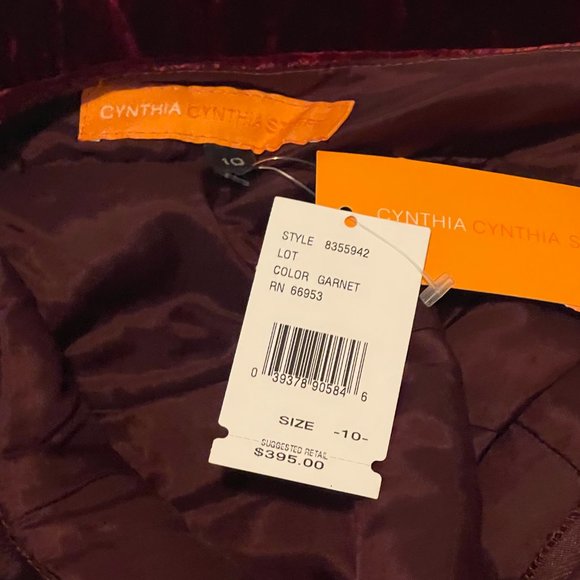 CYNTHIA CYNTHIA
10
CYNTHIA CYNTHIA S
STYLE 8355942
LOT
COLOR GARNET
RN 66953
0 39378 90584 6
SIZE -10-
SUGGESTED RETAIL
$395.00